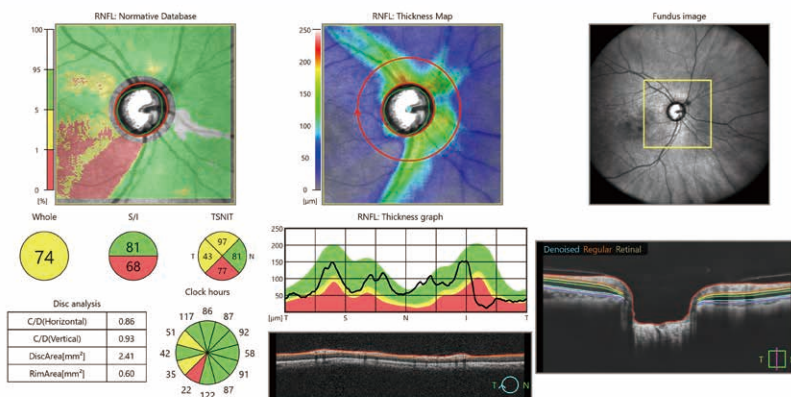 RNFL: Normative Database
RNFL: Thickness Map
Fundus image
100
95
5
1
0
[%]
250
200
150
100
50
0
[µm]
Whole
S/I
TSNIT
74
81
68
97
T 43 81 N
77
RNFL: Thickness graph
250
200
150
100
50
[µm] T S N I T
Disc analysis
C/D(Horizontal) 0.86
C/D(Vertical) 0.93
DiscArea[mm²] 2.41
RimArea[mm²] 0.60
Clock hours
86
117 87
51 92
42 58
35 91
22 87
122
T N
Denoised Regular Retinal
T